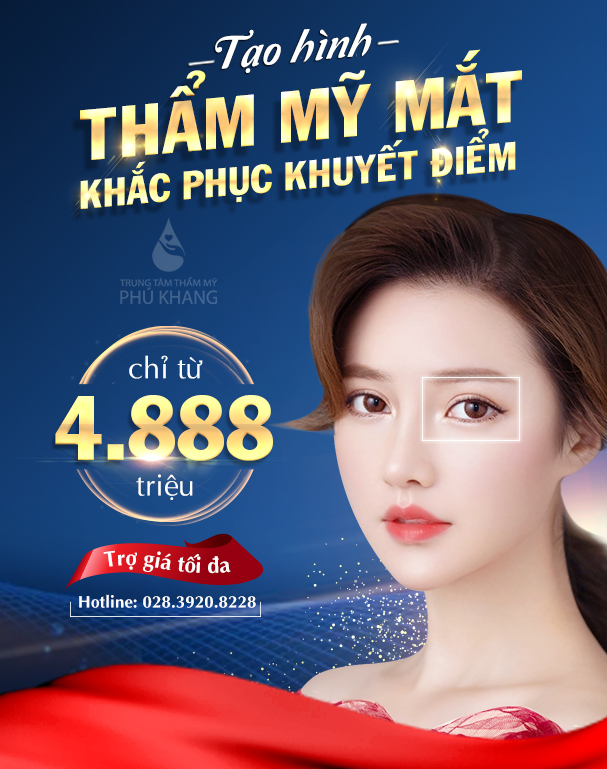 Tạo hình
THẨM MỸ MẮT
KHẮC PHỤC KHUYẾT ĐIỂM
TRUNG TÂM THẨM MỸ
PHÚ KHANG
chỉ từ
4.888
triệu
Trợ giá tối đa
Hotline: 028.3920.8228